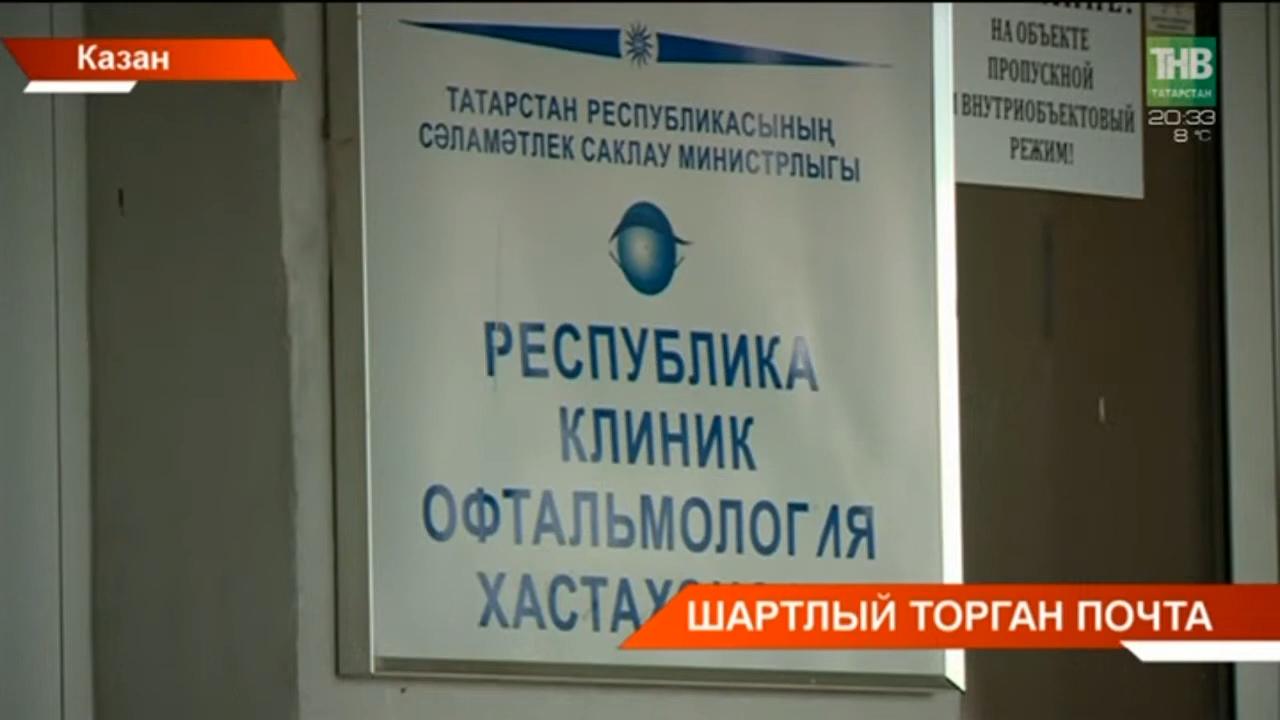 Казан
ТАТАРСТАН РЕСПУБЛИКАСЫНЫҢ
СӘЛАМӘТЛЕК САКЛАУ МИНИСТРЛЫГЫ
РЕСПУБЛИКА
КЛИНИК
ОФТАЛЬМОЛОГИЯ
НА ОБЪЕКТЕ
ПРОПУСКНОЙ
И ВНУТРИОБЪЕКТОВЫЙ
РЕЖИМ!
ТНВ
ТАТАРСТАН
20:33
8 °C
ШАРТЛЫЙ ТОРГАН ПОЧТА